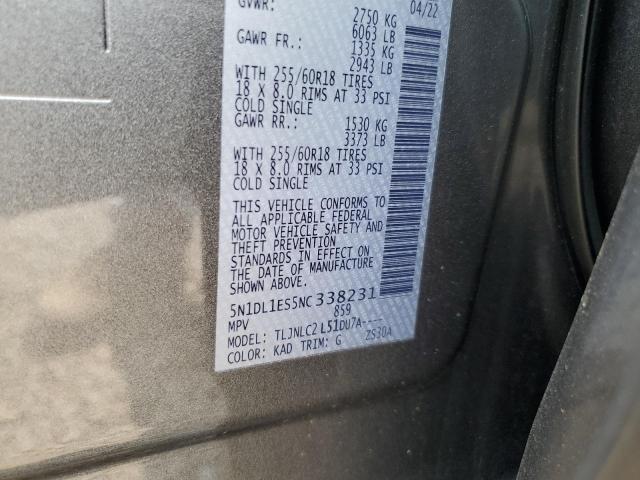 GVWR: 2750 KG 04/22
6063 LB
GAWR FR.: 1335 KG
2943 LB
WITH 255/60R18 TIRES
18 X 8.0 RIMS AT 33 PSI
COLD SINGLE
GAWR RR.: 1530 KG
3373 LB
WITH 255/60R18 TIRES
18 X 8.0 RIMS AT 33 PSI
COLD SINGLE
THIS VEHICLE CONFORMS TO
ALL APPLICABLE FEDERAL
MOTOR VEHICLE SAFETY AND
THEFT PREVENTION
STANDARDS IN EFFECT ON
THE DATE OF MANUFACTURE
SHOWN ABOVE.
5N1DL1ES5NC338231
MPV 859
MODEL: TLJNLC2 L51DU7A----
COLOR: KAD TRIM: G ZS30A